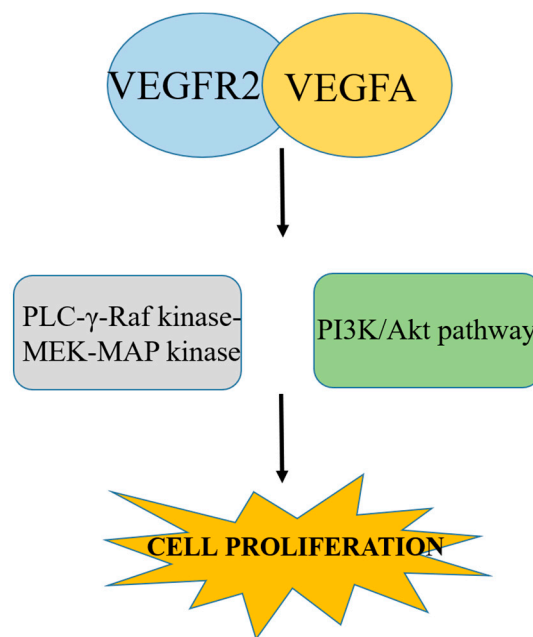 VEGFR2
VEGFA
PLC-γ-Raf kinase-
MEK-MAP kinase
PI3K/Akt pathway
CELL PROLIFERATION